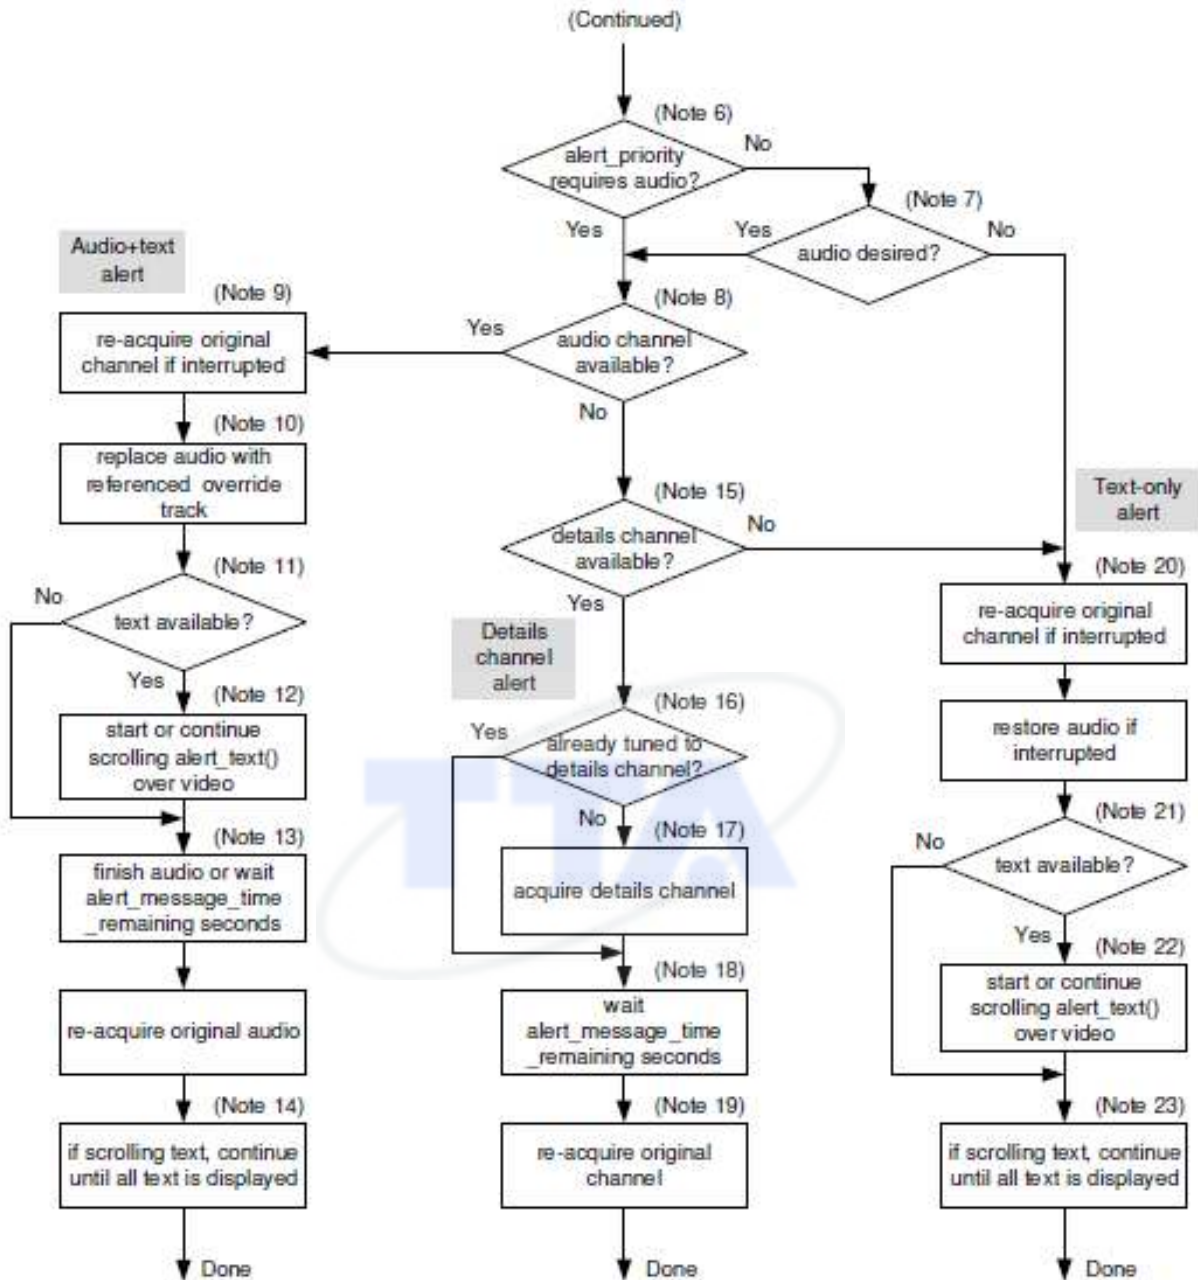 (Continued)
(Note 6)
alert_priority
requires audio?
No
Yes
(Note 7)
audio desired?
Yes
No
(Note 8)
audio channel
available?
Yes
No
Audio+text
alert
(Note 9)
re-acquire original
channel if interrupted
(Note 10)
replace audio with
referenced override
track
(Note 11)
text available?
No
Yes
(Note 12)
start or continue
scrolling alert_text()
over video
(Note 13)
finish audio or wait
alert_message_time
_remaining seconds
re-acquire original audio
(Note 14)
if scrolling text, continue
until all text is displayed
Done
(Note 15)
details channel
available?
No
Yes
Details
channel
alert
(Note 16)
already tuned to
details channel?
Yes
No
(Note 17)
acquire details channel
(Note 18)
wait
alert_message_time
_remaining seconds
(Note 19)
re-acquire original
channel
Done
Text-only
alert
(Note 20)
re-acquire original
channel if interrupted
restore audio if
interrupted
(Note 21)
text available?
No
Yes
(Note 22)
start or continue
scrolling alert_text()
over video
(Note 23)
if scrolling text, continue
until all text is displayed
Done
TTA